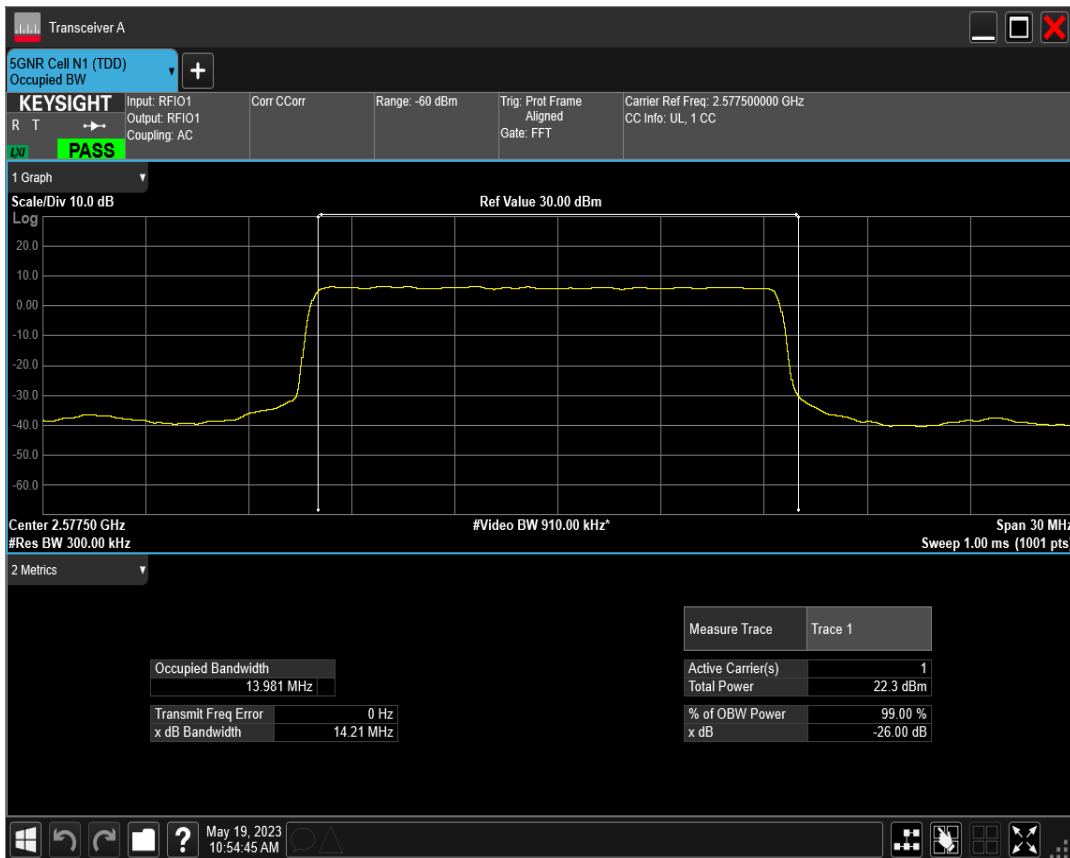 Transceiver A
5GNR Cell N1 (TDD)
Occupied BW
KEYSIGHT
R T
LXI
PASS
Input: RFIO1
Output: RFIO1
Coupling: AC
Corr CCorr
Range: -60 dBm
Trig: Prot Frame
Aligned
Gate: FFT
Carrier Ref Freq: 2.577500000 GHz
CC Info: UL, 1 CC
1 Graph
Scale/Div 10.0 dB
Ref Value 30.00 dBm
Log
20.0
10.0
0.00
-10.0
-20.0
-30.0
-40.0
-50.0
-60.0
Center 2.57750 GHz
#Video BW 910.00 kHz*
Span 30 MHz
#Res BW 300.00 kHz
Sweep 1.00 ms (1001 pts)
2 Metrics
Measure Trace Trace 1
Occupied Bandwidth
13.981 MHz
Active Carrier(s) 1
Total Power 22.3 dBm
Transmit Freq Error 0 Hz
x dB Bandwidth 14.21 MHz
% of OBW Power 99.00 %
x dB -26.00 dB
?
May 19, 2023
10:54:45 AM